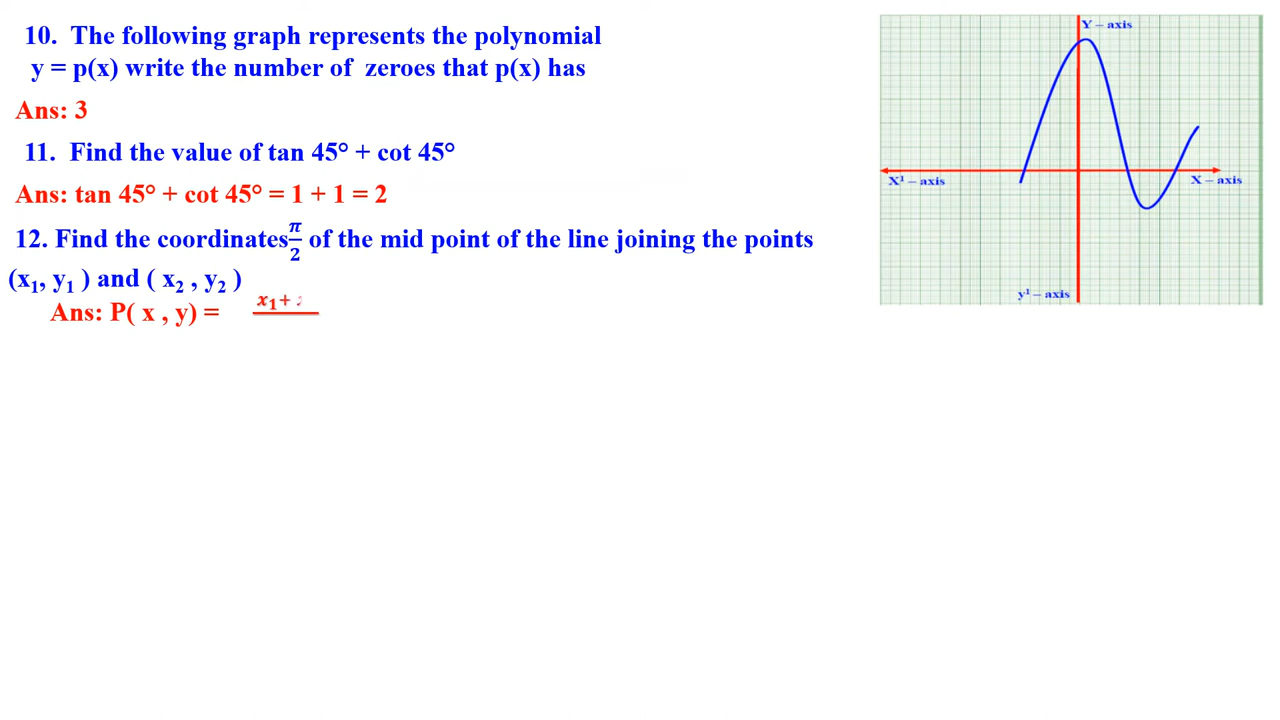 10. The following graph represents the polynomial
y = p(x) write the number of zeroes that p(x) has
Ans: 3
11. Find the value of tan 45° + cot 45°
Ans: tan 45° + cot 45° = 1 + 1 = 2
12. Find the coordinates π/2 of the mid point of the line joining the points
(x₁, y₁ ) and ( x₂ , y₂ )
Ans: P( x , y) = x₁ +
Y – axis
X¹ – axis
X – axis
y¹ – axis